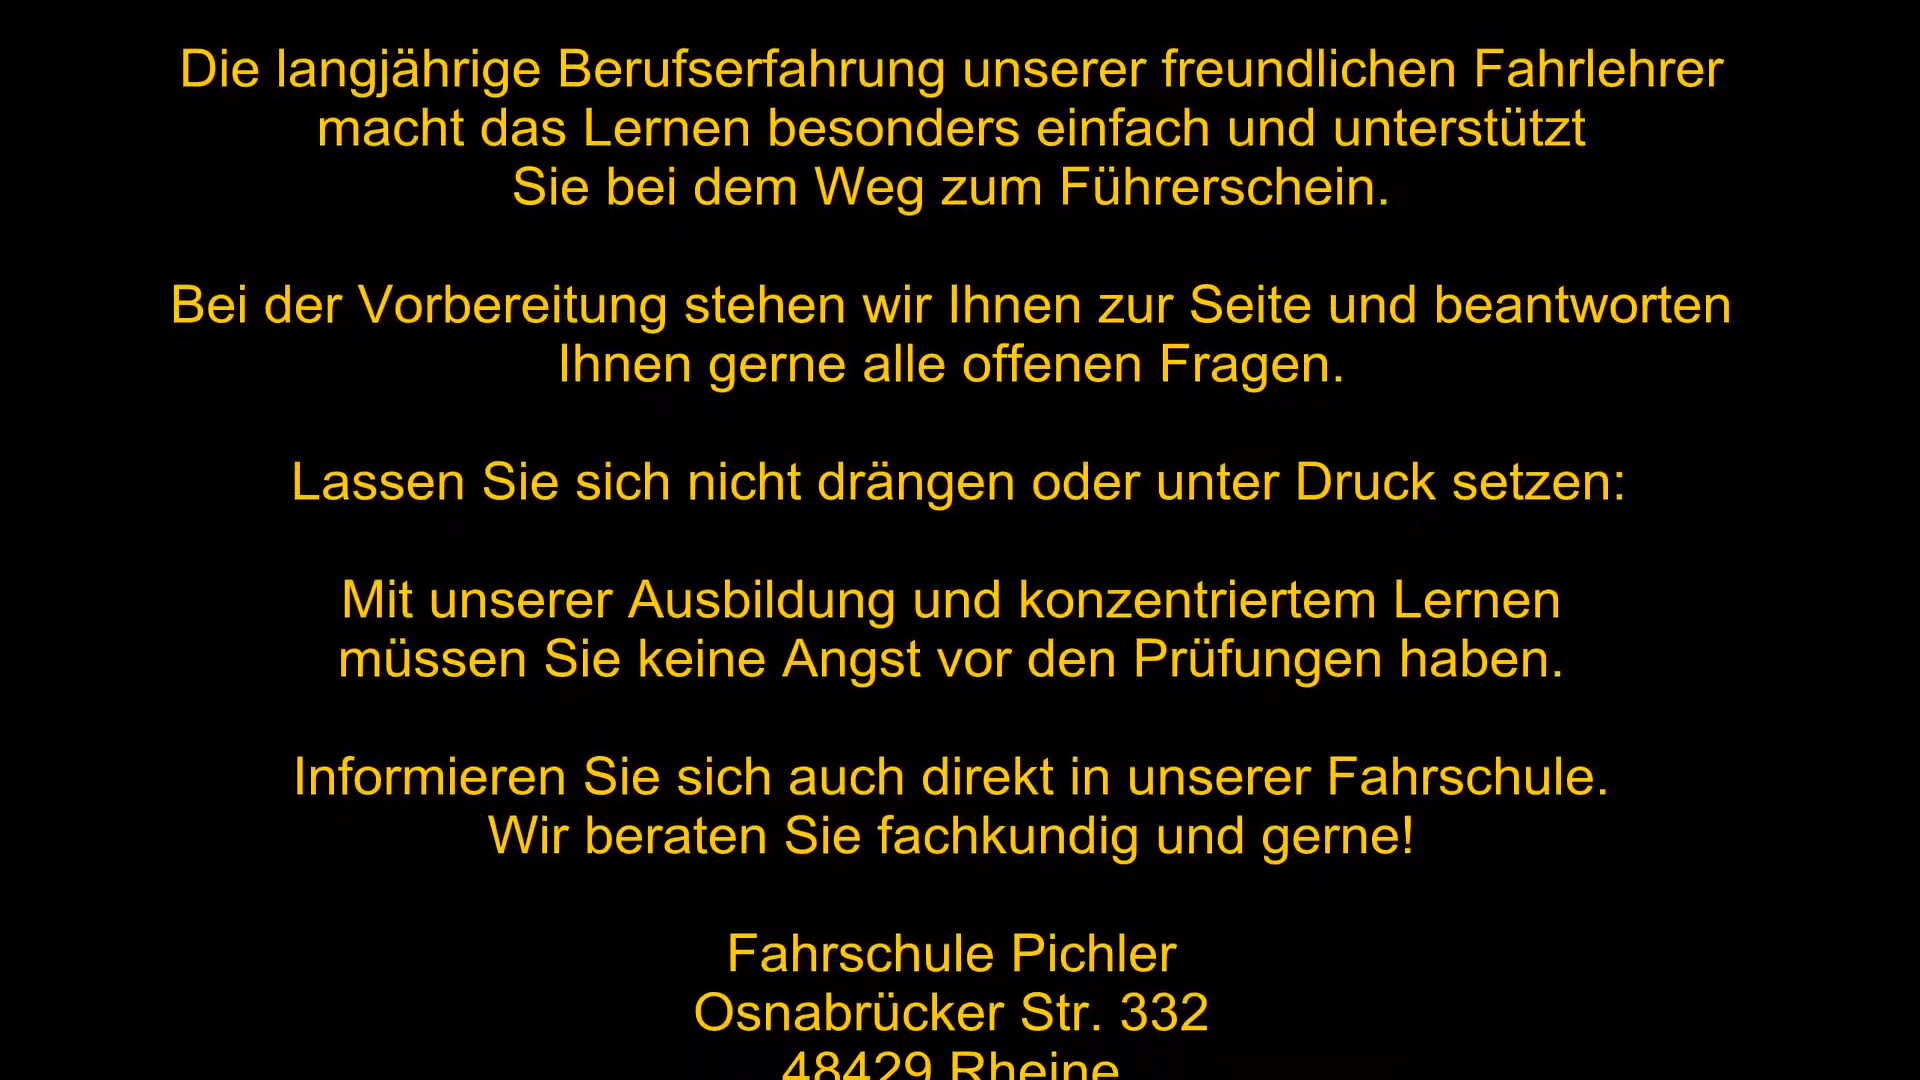 Die langjährige Berufserfahrung unserer freundlichen Fahrlehrer
macht das Lernen besonders einfach und unterstützt
Sie bei dem Weg zum Führerschein.
Bei der Vorbereitung stehen wir Ihnen zur Seite und beantworten
Ihnen gerne alle offenen Fragen.
Lassen Sie sich nicht drängen oder unter Druck setzen:
Mit unserer Ausbildung und konzentriertem Lernen
müssen Sie keine Angst vor den Prüfungen haben.
Informieren Sie sich auch direkt in unserer Fahrschule.
Wir beraten Sie fachkundig und gerne!
Fahrschule Pichler
Osnabrücker Str. 332
48429 Rheine